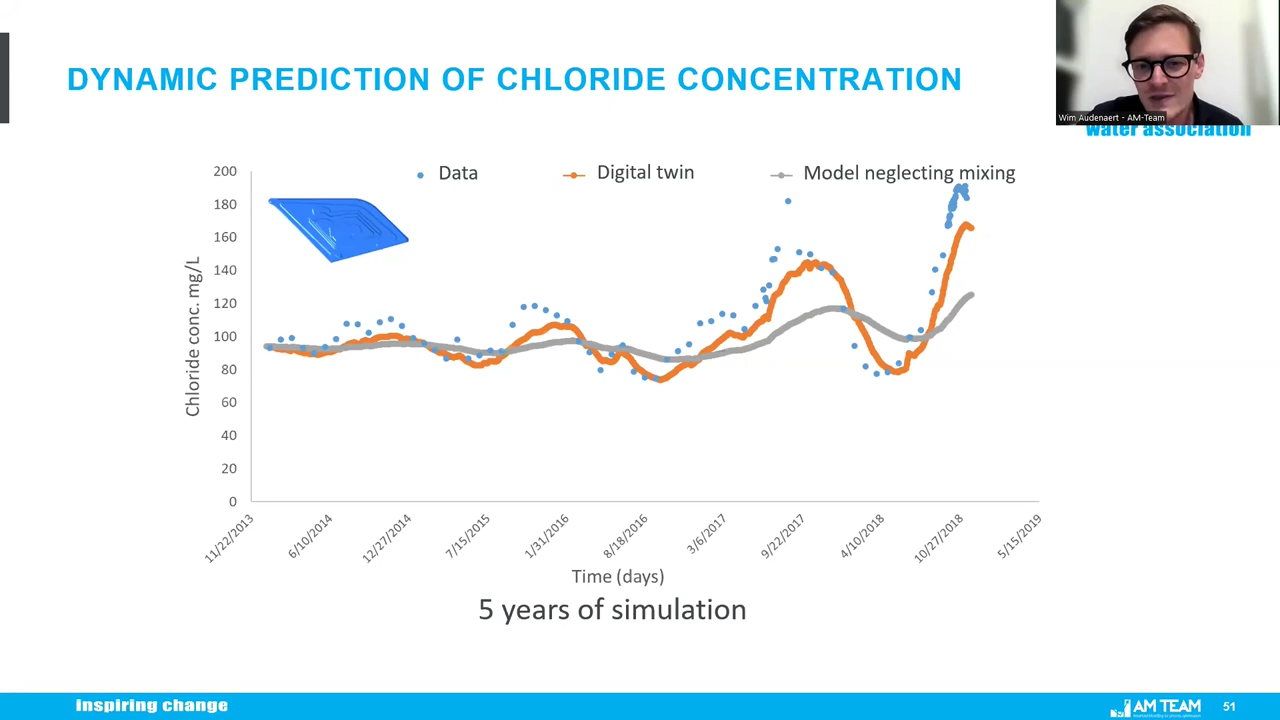 DYNAMIC PREDICTION OF CHLORIDE CONCENTRATION
Wim Audenaert - AM-Team
water association
Data
Digital twin
Model neglecting mixing
200
180
160
140
120
100
80
60
40
20
0
Chloride conc. mg/L
11/22/2013
6/10/2014
12/27/2014
7/15/2015
1/31/2016
8/18/2016
3/6/2017
9/22/2017
4/10/2018
10/27/2018
5/15/2019
Time (days)
5 years of simulation
inspiring change
AM TEAM
51